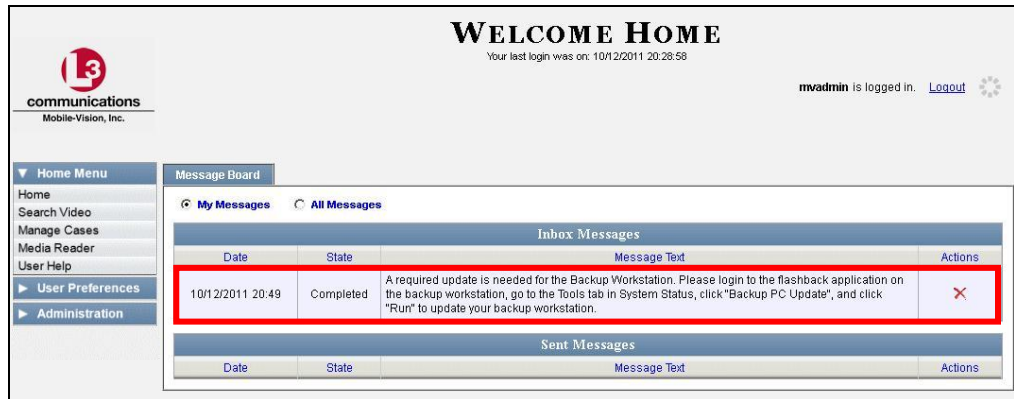 WELCOME HOME
Your last login was on: 10/12/2011 20:28:58
L3
communications
Mobile-Vision, Inc.
mvadmin is logged in. Logout
▼ Home Menu
Home
Search Video
Manage Cases
Media Reader
User Help
▶ User Preferences
▶ Administration
Message Board
My Messages All Messages
Inbox Messages
Date State Message Text Actions
10/12/2011 20:49 Completed A required update is needed for the Backup Workstation. Please login to the flashback application on
the backup workstation, go to the Tools tab in System Status, click "Backup PC Update", and click
"Run" to update your backup workstation.
Sent Messages
Date State Message Text Actions